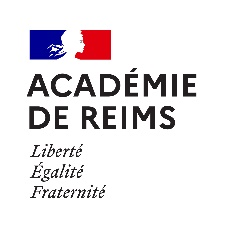 ACADÉMIE
DE REIMS
Liberté
Égalité
Fraternité